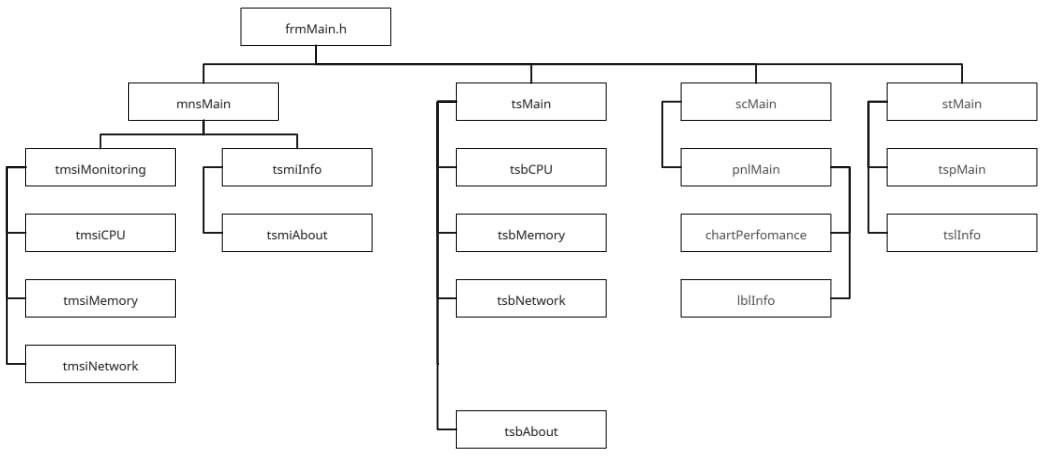 frmMain.h
mnsMain
tsMain
scMain
stMain
tmsiMonitoring
tsmiInfo
tsbCPU
pnlMain
tspMain
tmsiCPU
tsmiAbout
tsbMemory
chartPerfomance
tslInfo
tmsiMemory
tsbNetwork
lblInfo
tmsiNetwork
tsbAbout